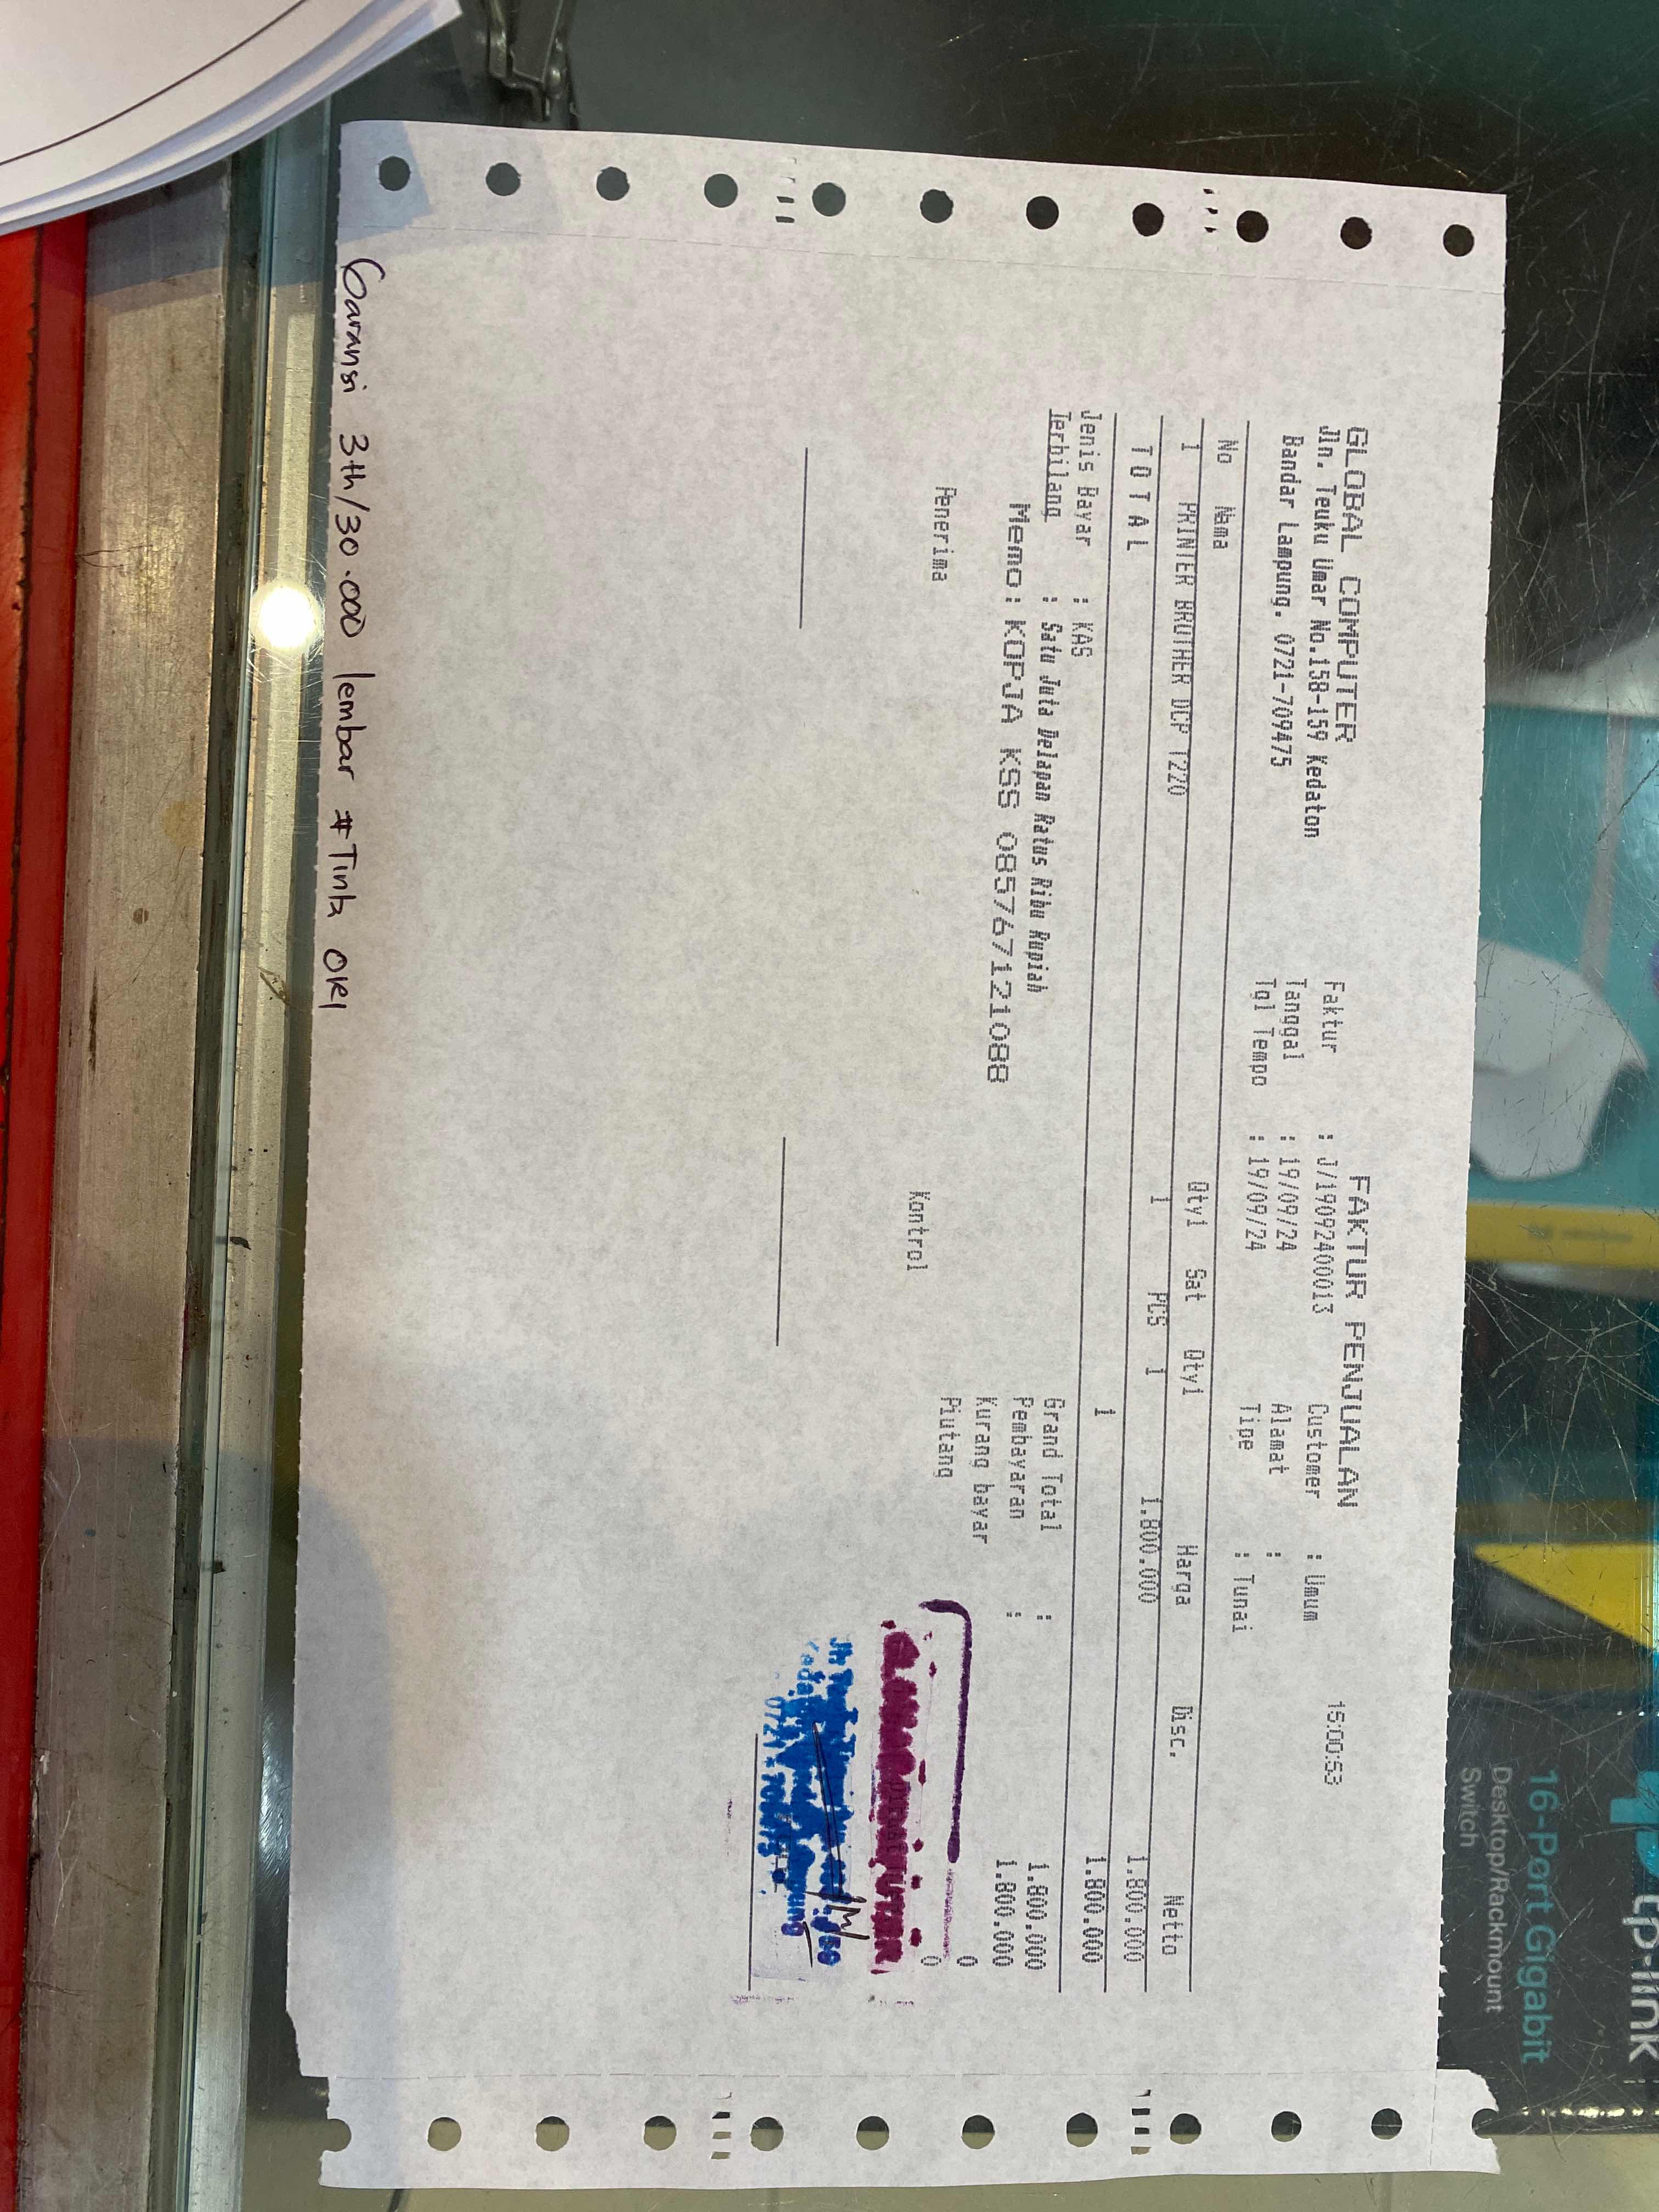 GLOBAL COMPUTER
FAKTUR PENJUALAN
Jln. Teuku Umar No.158-159 Kedaton
Faktur : J/19092400013
Customer : Umum
15:00:53
Bandar Lampung. 0721-709475
Tanggal : 19/09/24
Alamat :
Tgl Tempo : 19/09/24
Tipe : Tunai
No Nama Qty1 Sat Qty1 Harga Disc. Netto
1 PRINTER BROTHER DCP T220 1 PCS 1 1.800.000 1.800.000
T O T A L 1 1.800.000
Jenis Bayar : KAS
Grand Total : 1.800.000
Terbilang : Satu Juta Delapan Ratus Ribu Rupiah
Pembayaran : 1.800.000
Memo : KOPJA KSS 085767121088
Kurang bayar 0
Piutang 0
Penerima
Kontrol
Garansi 3th/30.000 lembar #Tinta ORI
tp-link
16-Port Gigabit
Desktop/Rackmount
Switch